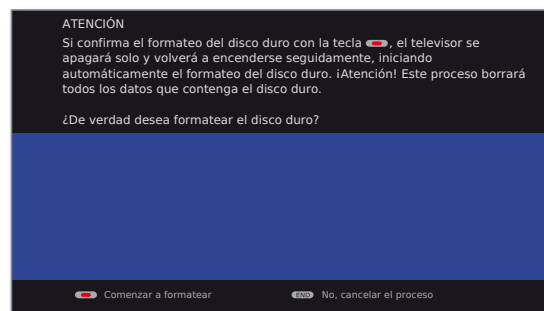 ATENCIÓN
Si confirma el formateo del disco duro con la tecla , el televisor se
apagará solo y volverá a encenderse seguidamente, iniciando
automáticamente el formateo del disco duro. ¡Atención! Este proceso borrará
todos los datos que contenga el disco duro.
¿De verdad desea formatear el disco duro?
Comenzar a formatear
END No, cancelar el proceso